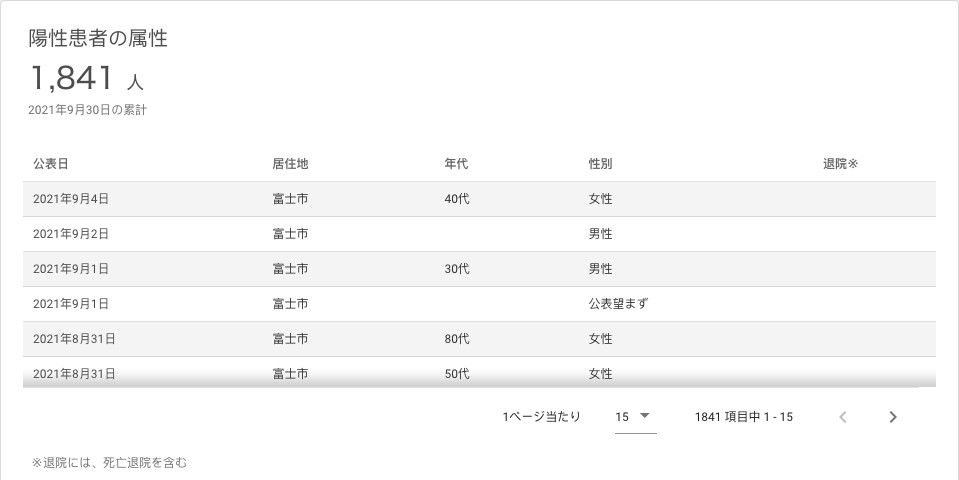 陽性患者の属性
1,841 人
2021年9月30日の累計
公表日 居住地 年代 性別 退院※
2021年9月4日 富士市 40代 女性
2021年9月2日 富士市 男性
2021年9月1日 富士市 30代 男性
2021年9月1日 富士市 公表望まず
2021年8月31日 富士市 80代 女性
2021年8月31日 富士市 50代 女性
1ページ当たり 15 1841 項目中 1 - 15
※退院には、死亡退院を含む